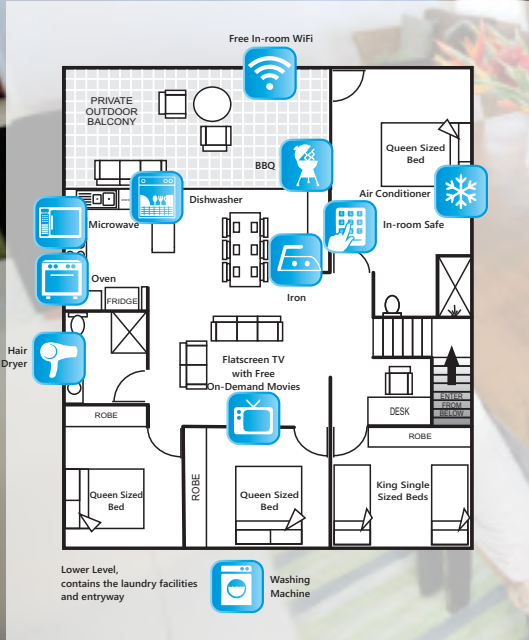 Free In-room WiFi
PRIVATE
OUTDOOR
BALCONY
Queen Sized
Bed
BBQ
Air Conditioner
Dishwasher
Microwave
In-room Safe
Oven
Iron
FRIDGE
Hair
Dryer
Flatscreen TV
with Free
On-Demand Movies
ENTER
FROM
BELOW
DESK
ROBE
ROBE
ROBE
Queen Sized
Bed
Queen Sized
Bed
King Single
Sized Beds
Lower Level,
contains the laundry facilities
and entryway
Washing
Machine